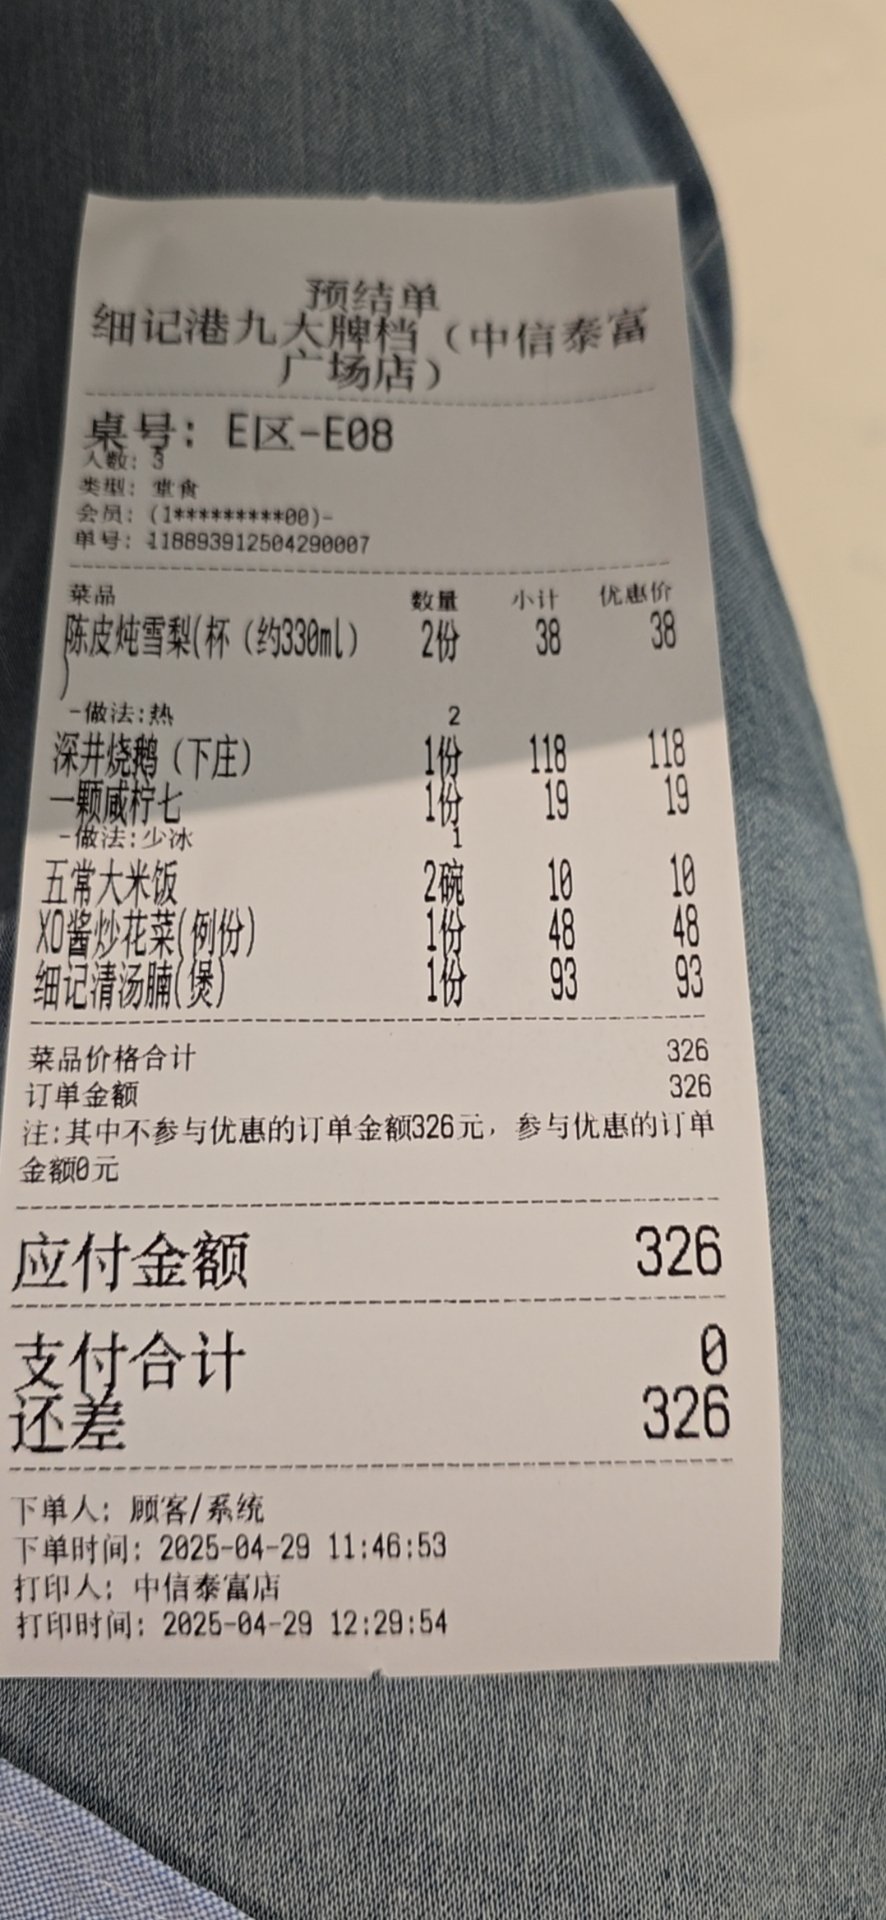 预结单
细记港九大牌档（中信泰富
广场店）
桌号: E区-E08
人数: 3
类型: 堂食
会员: (1*********00)-
单号: 118893912504290007
菜品 数量 小计 优惠价
陈皮炖雪梨(杯（约330ml） 2份 38 38
)
-做法:热 2
深井烧鹅（下庄） 1份 118 118
一颗咸柠七 1份 19 19
-做法:少冰 1
五常大米饭 2碗 10 10
XO酱炒花菜(例份) 1份 48 48
细记清汤腩(煲) 1份 93 93
菜品价格合计 326
订单金额 326
注:其中不参与优惠的订单金额326元，参与优惠的订单
金额0元
应付金额 326
支付合计 0
还差 326
下单人: 顾客/系统
下单时间: 2025-04-29 11:46:53
打印人: 中信泰富店
打印时间: 2025-04-29 12:29:54